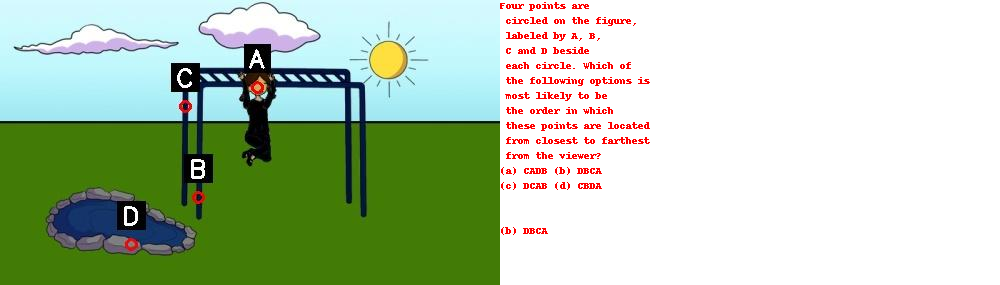 A
C
B
D
Four points are
circled on the figure,
labeled by A, B,
C and D beside
each circle. Which of
the following options is
most likely to be
the order in which
these points are located
from closest to farthest
from the viewer?
(a) CADB (b) DBCA
(c) DCAB (d) CBDA
(b) DBCA